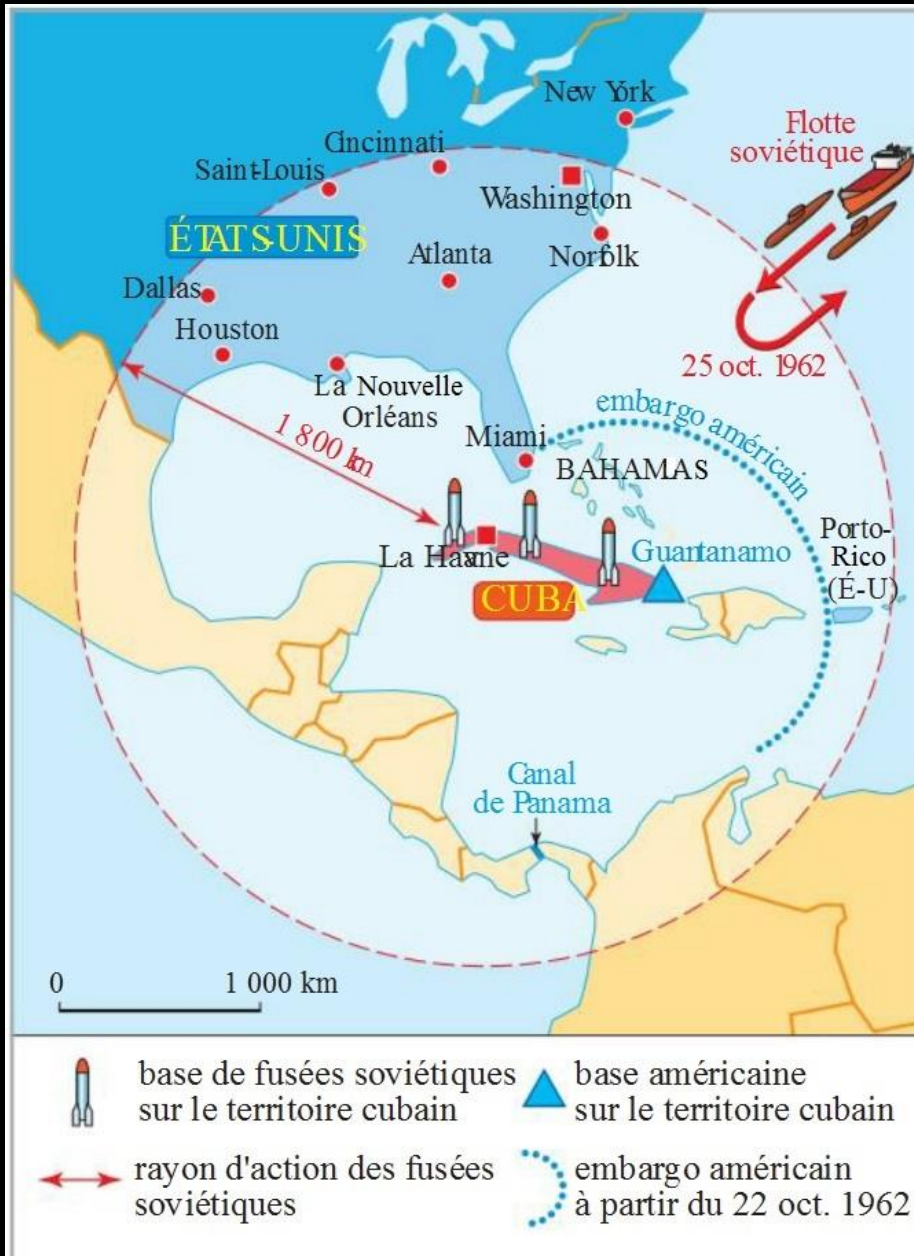 New York
Flotte
soviétique
Cincinnati
Saint-Louis
Washington
ÉTATS-UNIS
Norfolk
Atlanta
Dallas
Houston
25 oct. 1962
La Nouvelle
Orléans
embargo américain
1 800 km
Miami
BAHAMAS
Porto-
Rico
(É-U)
Guantanamo
La Havane
CUBA
Canal
de Panama
0 1 000 km
base de fusées soviétiques
sur le territoire cubain
base américaine
sur le territoire cubain
rayon d'action des fusées
soviétiques
embargo américain
à partir du 22 oct. 1962